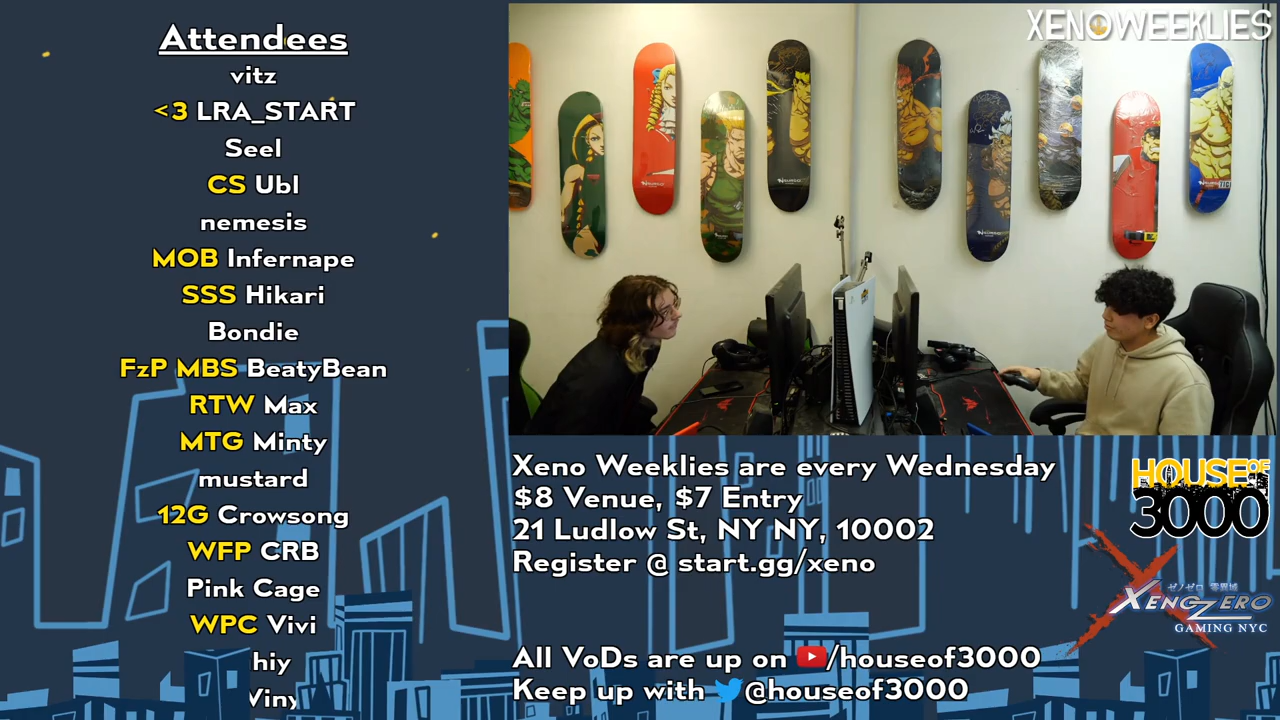 Attendees
vitz
<3 LRA_START
Seel
CS Ubl
nemesis
MOB Infernape
SSS Hikari
Bondie
FzP MBS BeatyBean
RTW Max
MTG Minty
mustard
12G Crowsong
WFP CRB
Pink Cage
WPC Vivi
hiy
Viny
XENOWEEKLIES
Xeno Weeklies are every Wednesday
$8 Venue, $7 Entry
21 Ludlow St, NY NY, 10002
Register @ start.gg/xeno
All VoDs are up on /houseof3000
Keep up with @houseof3000
HOUSE OF
3000
XENOZERO
GAMING NYC